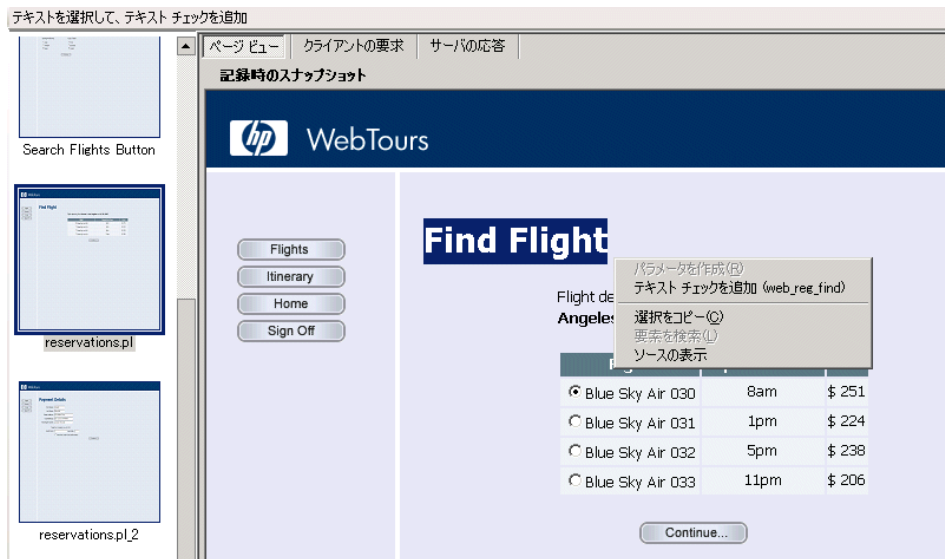 テキストを選択して、テキスト チェックを追加
Search Flights Button
reservations.pl
reservations.pl_2
ページ ビュー クライアントの要求 サーバの応答
記録時のスナップショット
hp WebTours
Flights
Itinerary
Home
Sign Off
Find Flight
パラメータを作成(R)
テキスト チェックを追加 (web_reg_find)
選択をコピー(C)
要素を検索(L)
ソースの表示
Flight de
Angeles
Blue Sky Air 030 8am $ 251
Blue Sky Air 031 1pm $ 224
Blue Sky Air 032 5pm $ 238
Blue Sky Air 033 11pm $ 206
Continue...